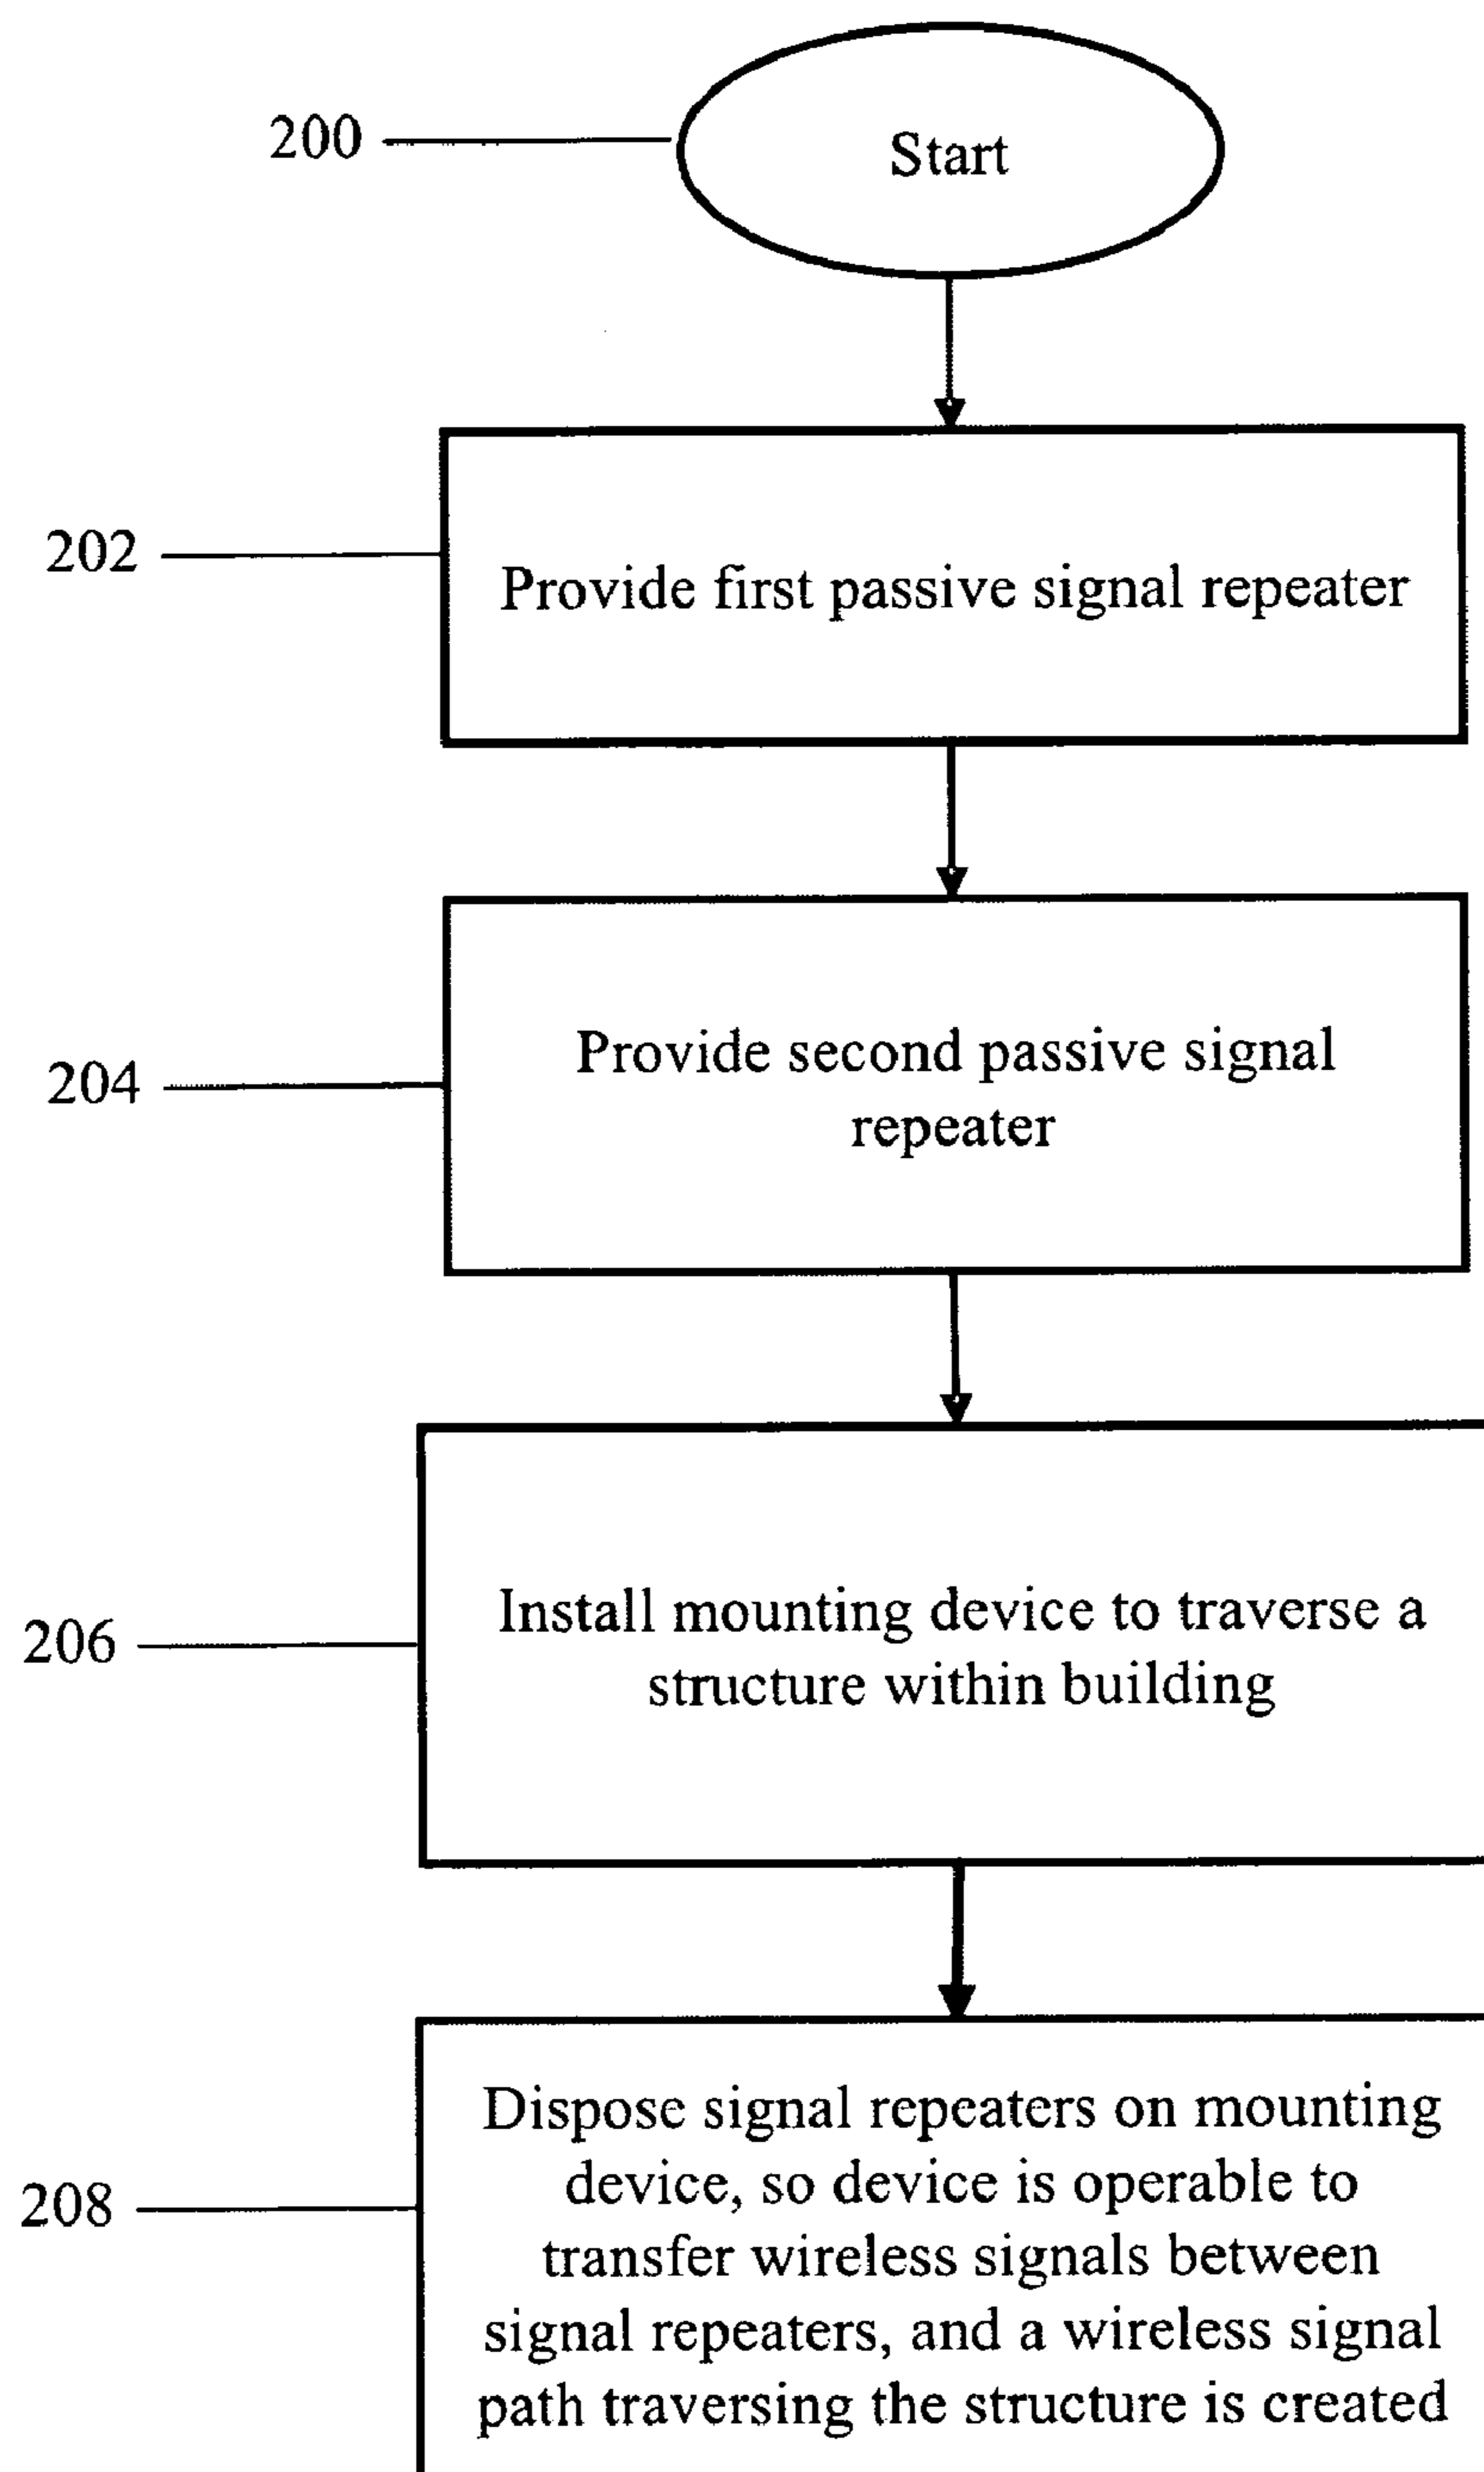 200
Start
202
Provide first passive signal repeater
204
Provide second passive signal
repeater
206
Install mounting device to traverse a
structure within building
208
Dispose signal repeaters on mounting
device, so device is operable to
transfer wireless signals between
signal repeaters, and a wireless signal
path traversing the structure is created